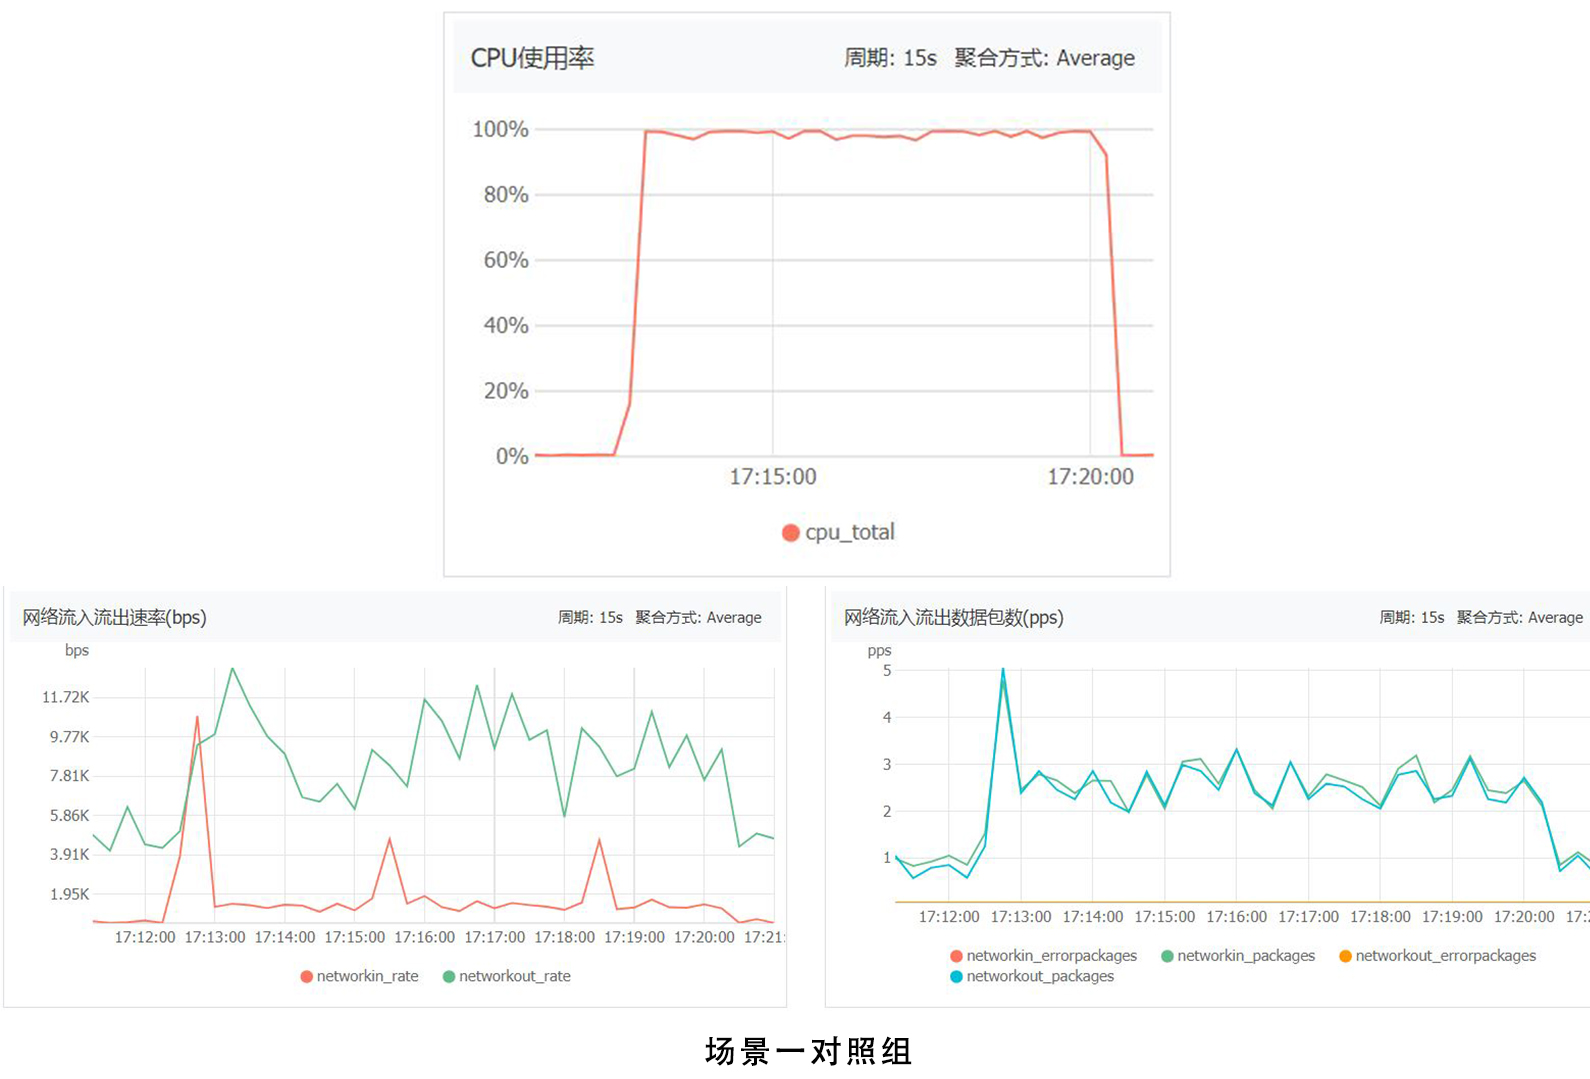 CPU使用率 周期: 15s 聚合方式: Average
100%
80%
60%
40%
20%
0%
17:15:00 17:20:00
cpu_total
网络流入流出速率(bps) 周期: 15s 聚合方式: Average
bps
11.72K
9.77K
7.81K
5.86K
3.91K
1.95K
17:12:00 17:13:00 17:14:00 17:15:00 17:16:00 17:17:00 17:18:00 17:19:00 17:20:00 17:21:
networkin_rate networkout_rate
网络流入流出数据包数(pps) 周期: 15s 聚合方式: Average
pps
5
4
3
2
1
17:12:00 17:13:00 17:14:00 17:15:00 17:16:00 17:17:00 17:18:00 17:19:00 17:20:00 17:2
networkin_errorpackages networkin_packages networkout_errorpackages
networkout_packages
场景一对照组